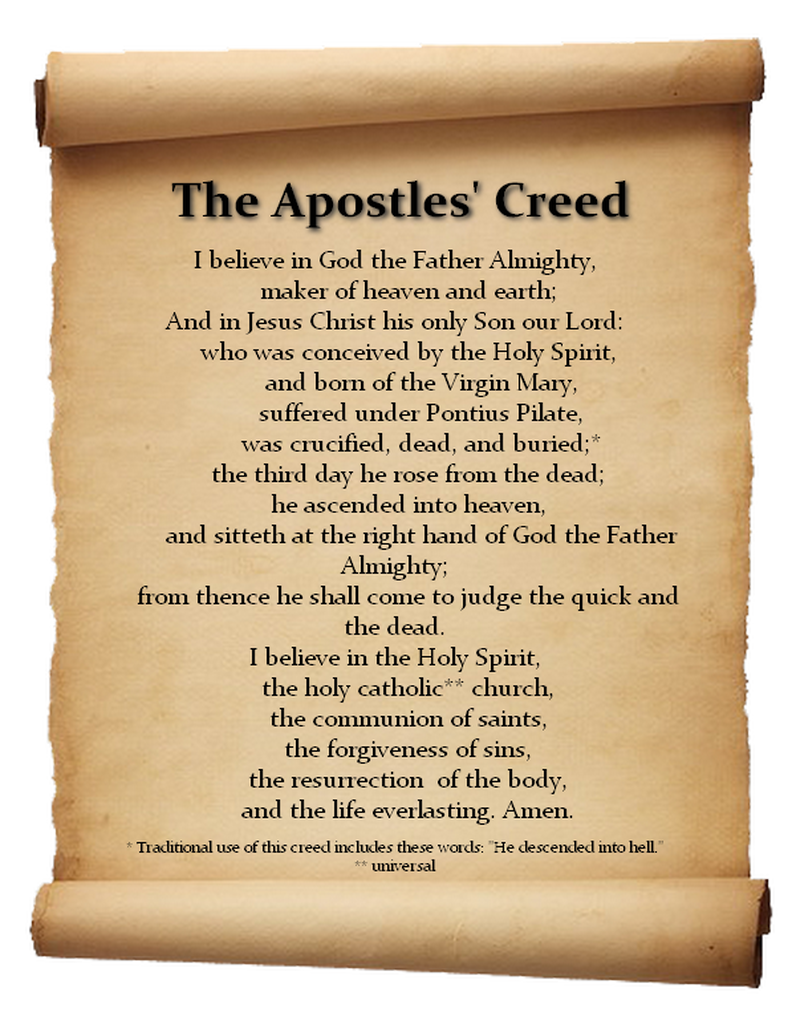 The Apostles' Creed
I believe in God the Father Almighty,
maker of heaven and earth;
And in Jesus Christ his only Son our Lord:
who was conceived by the Holy Spirit,
and born of the Virgin Mary,
suffered under Pontius Pilate,
was crucified, dead, and buried;*
the third day he rose from the dead;
he ascended into heaven,
and sitteth at the right hand of God the Father
Almighty;
from thence he shall come to judge the quick and
the dead.
I believe in the Holy Spirit,
the holy catholic** church,
the communion of saints,
the forgiveness of sins,
the resurrection  of the body,
and the life everlasting. Amen.
* Traditional use of this creed includes these words: "He descended into hell."
** universal